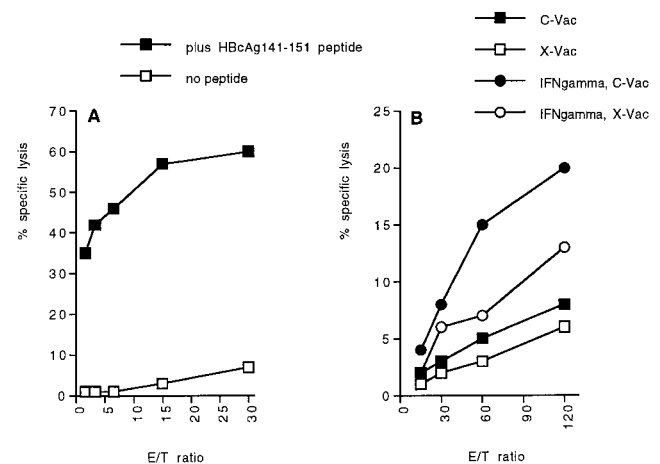 plus HBcAg141-151 peptide
no peptide
C-Vac
X-Vac
IFNgamma, C-Vac
IFNgamma, X-Vac
A
% specific lysis
70
60
50
40
30
20
10
0
0
5
10
15
20
25
30
E/T ratio
B
% specific lysis
25
20
15
10
5
0
0
30
60
90
120
E/T ratio